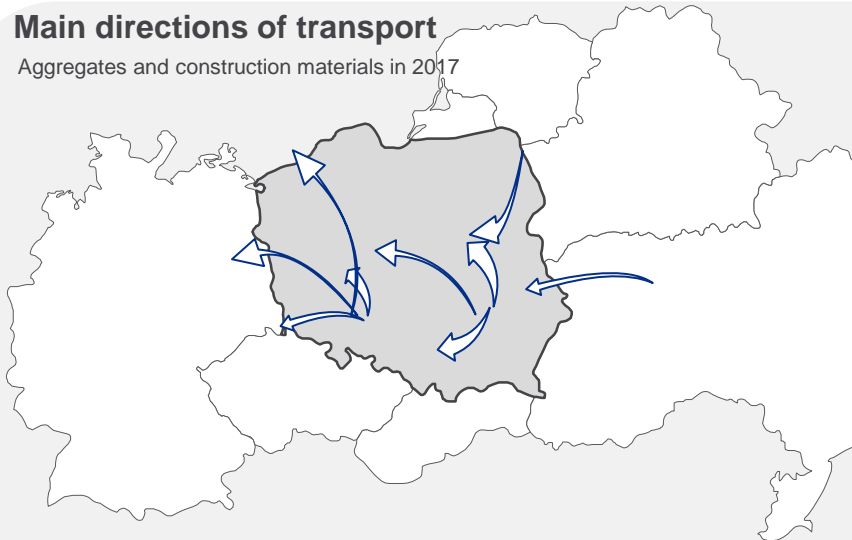 Main directions of transport
Aggregates and construction materials in 2017